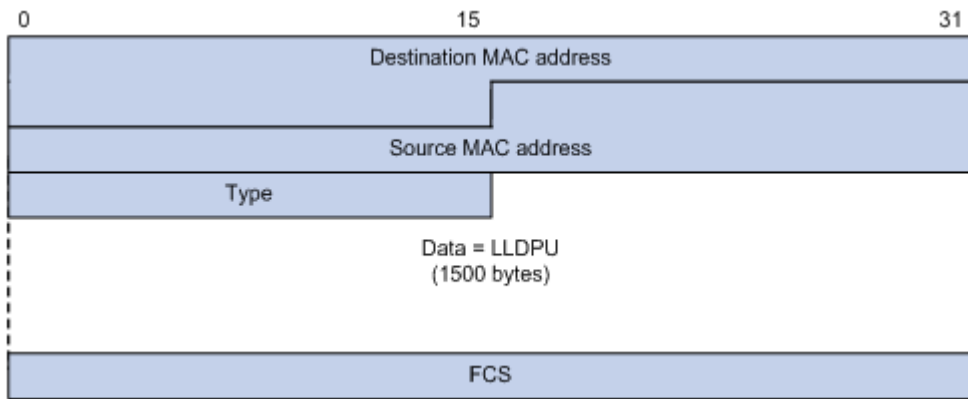 0 15 31
Destination MAC address
Source MAC address
Type
Data = LLDPU
(1500 bytes)
FCS